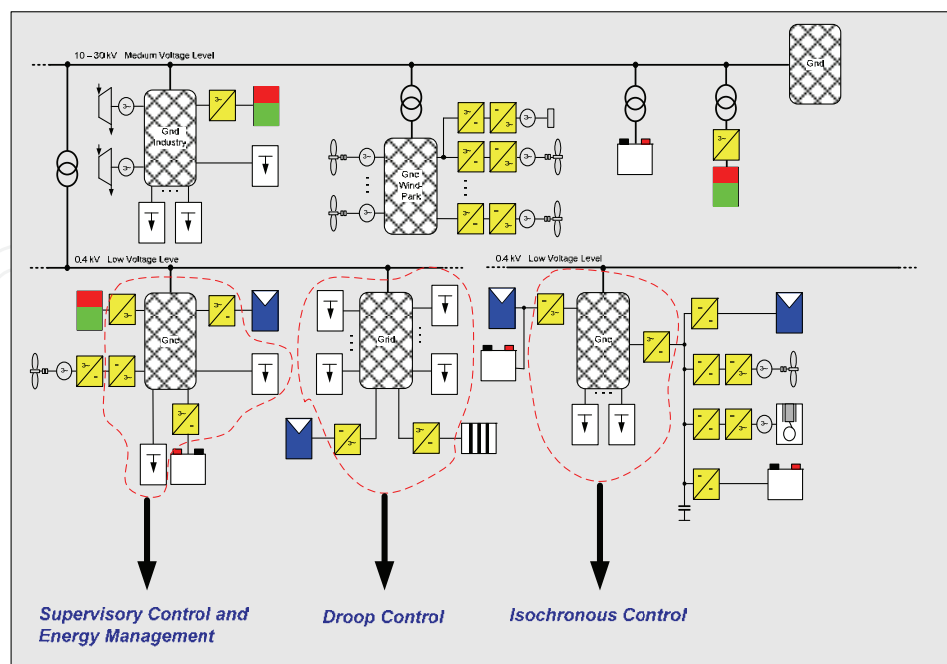 10 – 30 kV Medium Voltage Level
Grid
Grid
Industry
Grid
Wind-
Park
0.4 kV Low Voltage Level
0.4 kV Low Voltage Level
Grid
Grid
Grid
Supervisory Control and
Energy Management
Droop Control
Isochronous Control